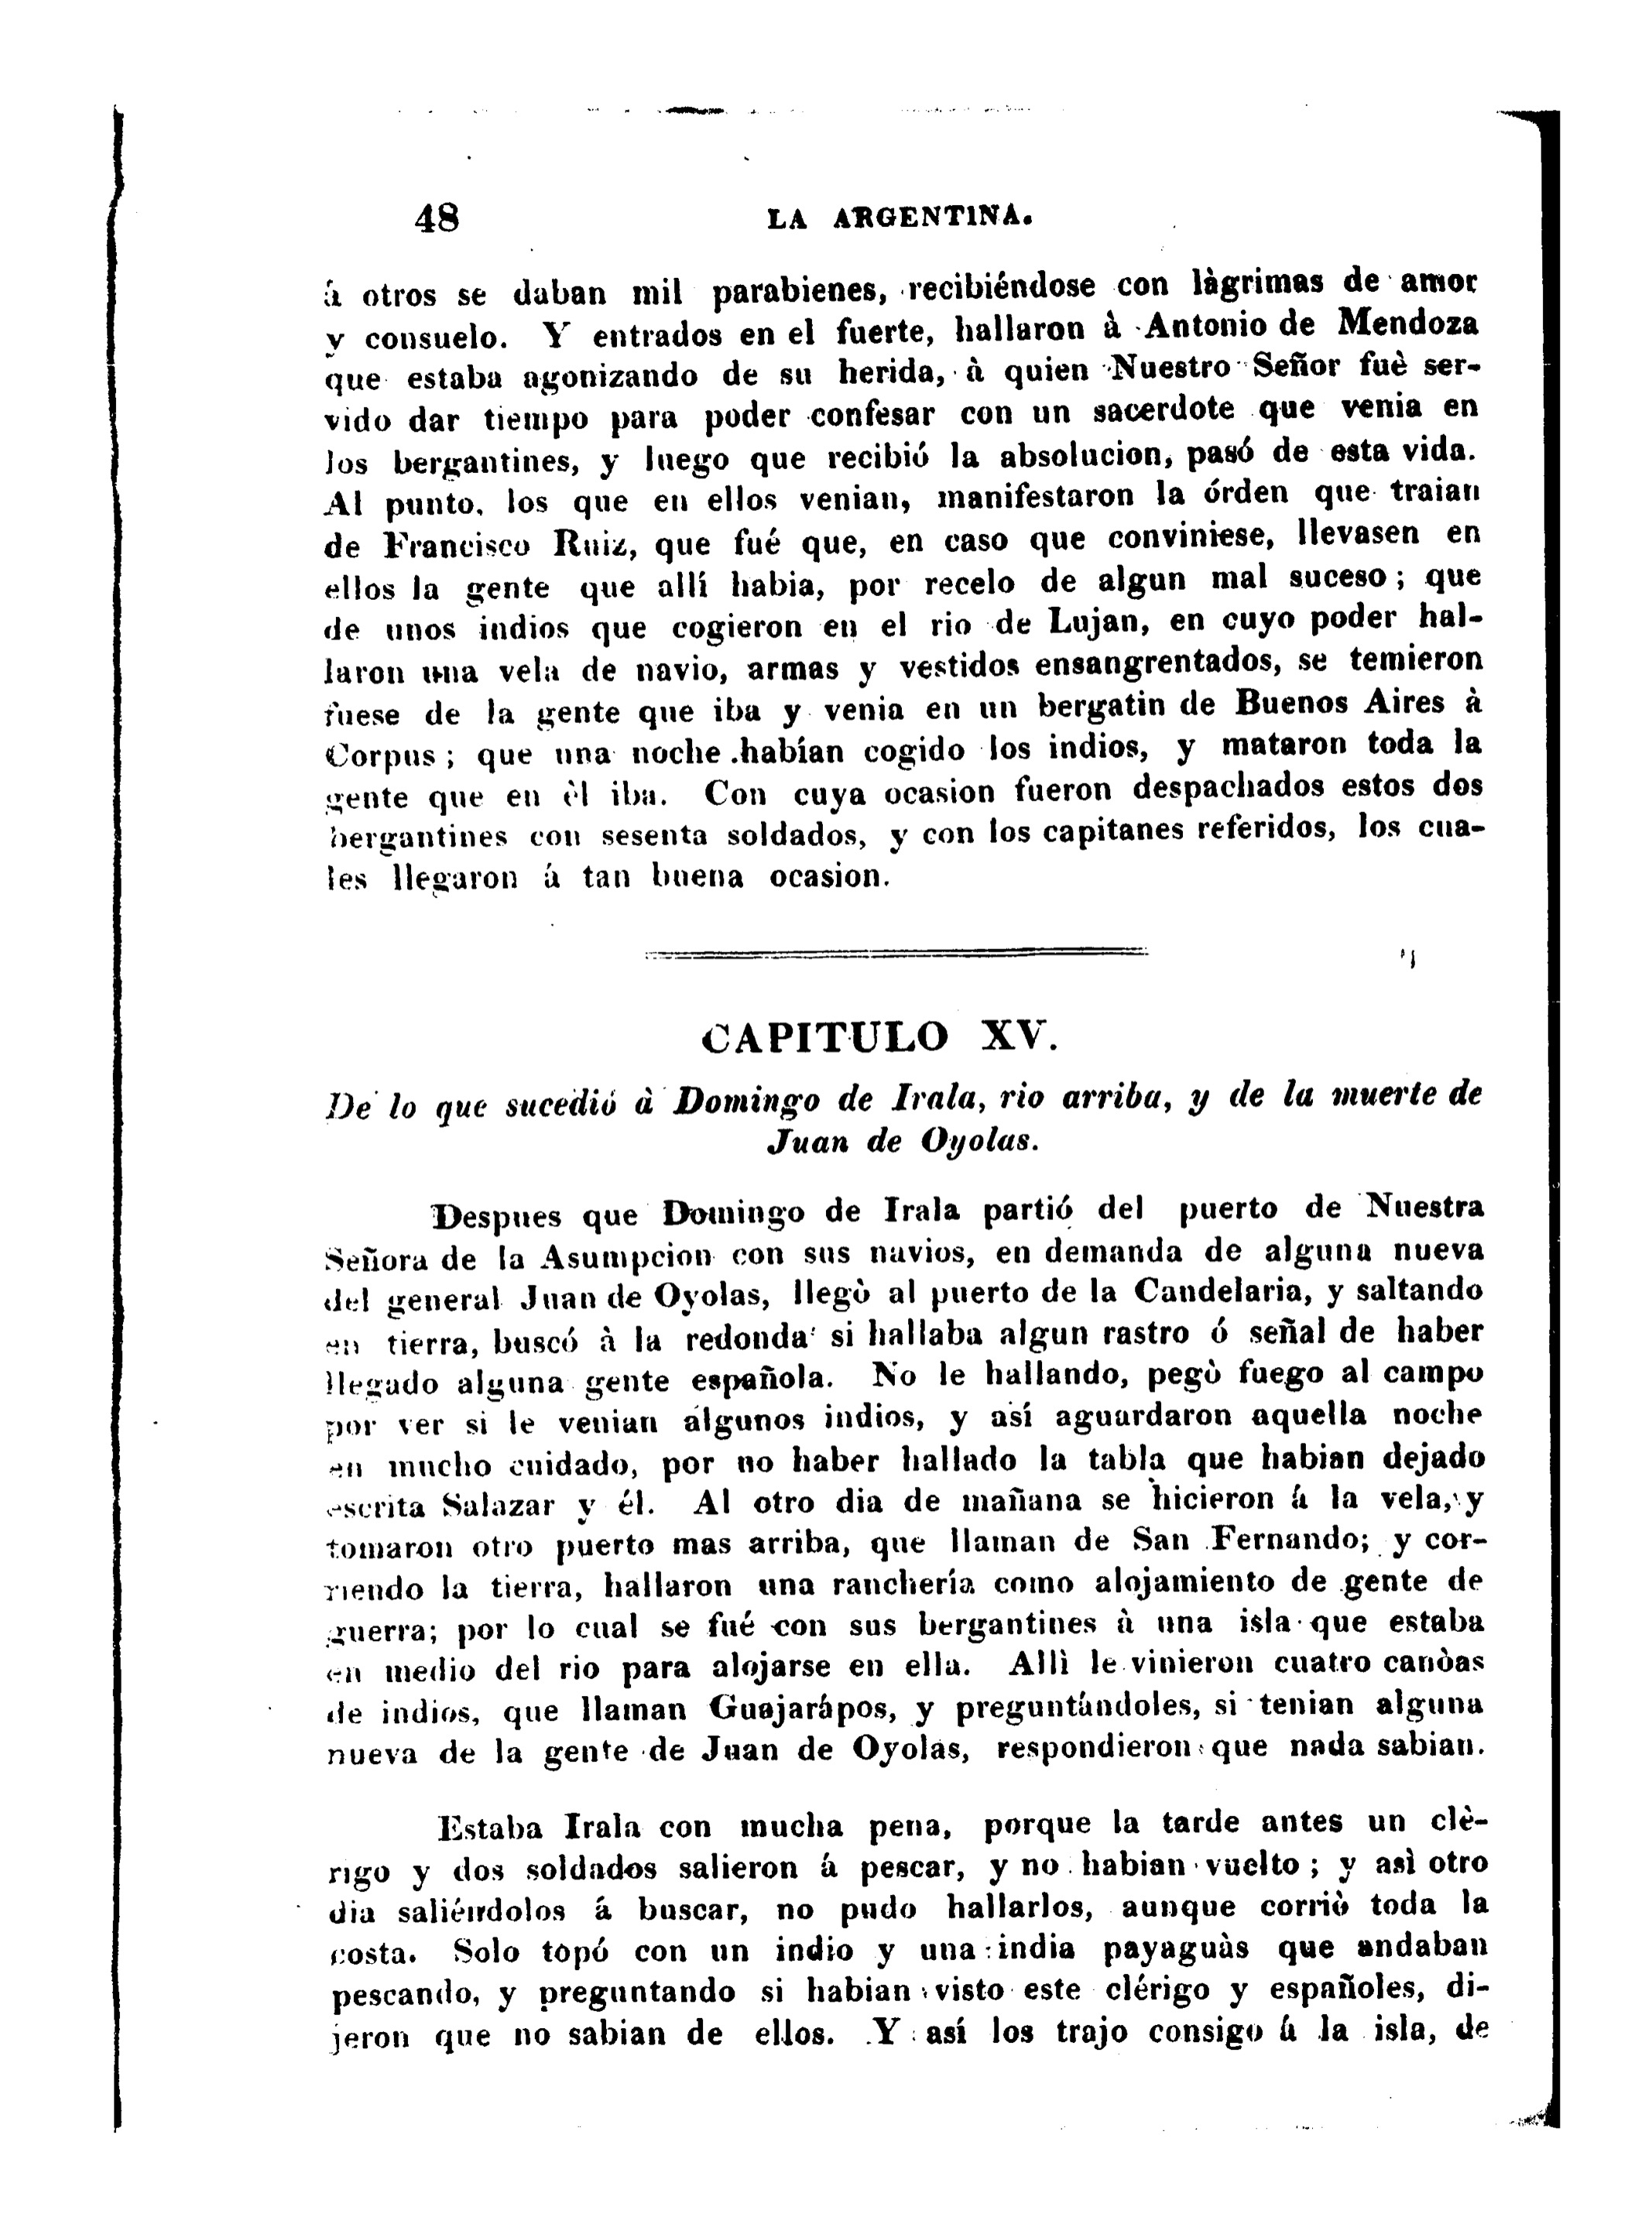 48 LA ARGENTINA.
á otros se daban mil parabienes, recibiéndose con làgrimas de amor
y consuelo. Y entrados en el fuerte, hallaron à Antonio de Mendoza
que estaba agonizando de su herida, à quien Nuestro Señor fuè ser-
vido dar tiempo para poder confesar con un sacerdote que venia en
los bergantines, y luego que recibió la absolucion, pasó de esta vida.
Al punto, los que en ellos venian, manifestaron la órden que traian
de Francisco Ruiz, que fué que, en caso que conviniese, llevasen en
ellos la gente que allí habia, por recelo de algun mal suceso; que
de unos indios que cogieron en el rio de Lujan, en cuyo poder hal-
laron una vela de navio, armas y vestidos ensangrentados, se temieron
fuese de la gente que iba y venia en un bergatin de Buenos Aires à
Corpus; que una noche habían cogido los indios, y mataron toda la
gente que en èl iba. Con cuya ocasion fueron despachados estos dos
bergantines con sesenta soldados, y con los capitanes referidos, los cua-
les llegaron á tan buena ocasion.
CAPITULO XV.
De lo que sucedió à Domingo de Irala, rio arriba, y de la muerte de
Juan de Oyolas.
Despues que Domingo de Irala partió del puerto de Nuestra
Señora de la Asumpcion con sus navios, en demanda de alguna nueva
del general Juan de Oyolas, llegò al puerto de la Candelaria, y saltando
en tierra, buscó à la redonda si hallaba algun rastro ó señal de haber
llegado alguna gente española. No le hallando, pegò fuego al campo
por ver si le venian algunos indios, y así aguardaron aquella noche
en mucho cuidado, por no haber hallado la tabla que habian dejado
escrita Salazar y él. Al otro dia de mañana se hicieron á la vela, y
tomaron otro puerto mas arriba, que llaman de San Fernando; y cor-
riendo la tierra, hallaron una ranchería como alojamiento de gente de
guerra; por lo cual se fué con sus bergantines à una isla que estaba
en medio del rio para alojarse en ella. Allì le vinieron cuatro canòas
de indios, que llaman Guajarápos, y preguntándoles, si tenian alguna
nueva de la gente de Juan de Oyolas, respondieron que nada sabian.
Estaba Irala con mucha pena, porque la tarde antes un clè-
rigo y dos soldados salieron á pescar, y no habian vuelto; y asì otro
dia saliéndolos á buscar, no pudo hallarlos, aunque corriò toda la
costa. Solo topó con un indio y una india payaguàs que andaban
pescando, y preguntando si habian visto este clérigo y españoles, di-
jeron que no sabian de ellos. Y así los trajo consigo á la isla, de